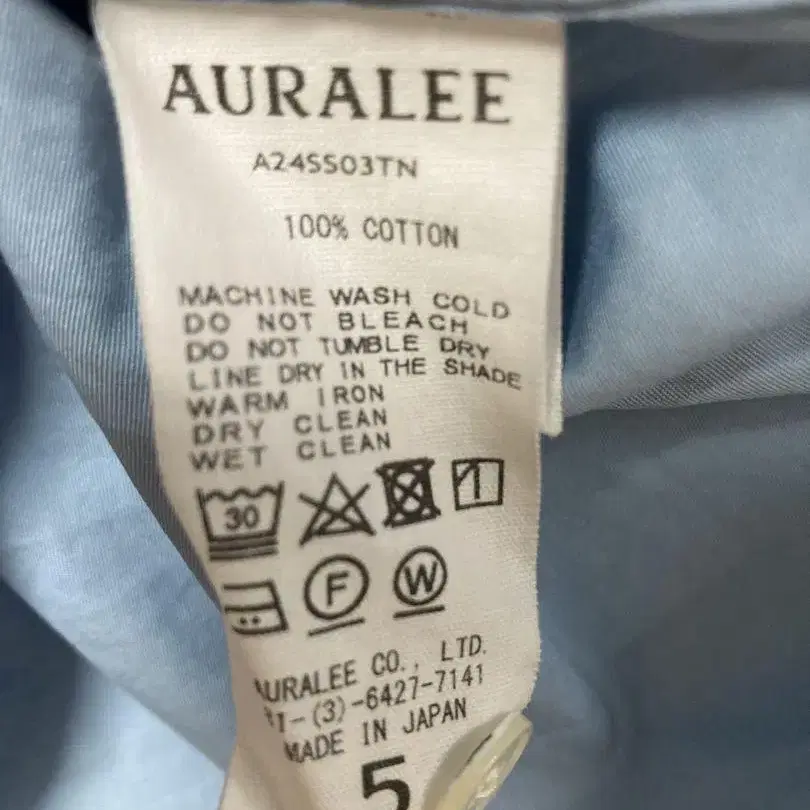 AURALEE
A24SS03TN
100% COTTON
MACHINE WASH COLD
DO NOT BLEACH
DO NOT TUMBLE DRY
LINE DRY IN THE SHADE
WARM IRON
DRY CLEAN
WET CLEAN
30
F W
AURALEE CO., LTD.
81-(3)-6427-7141
MADE IN JAPAN
5